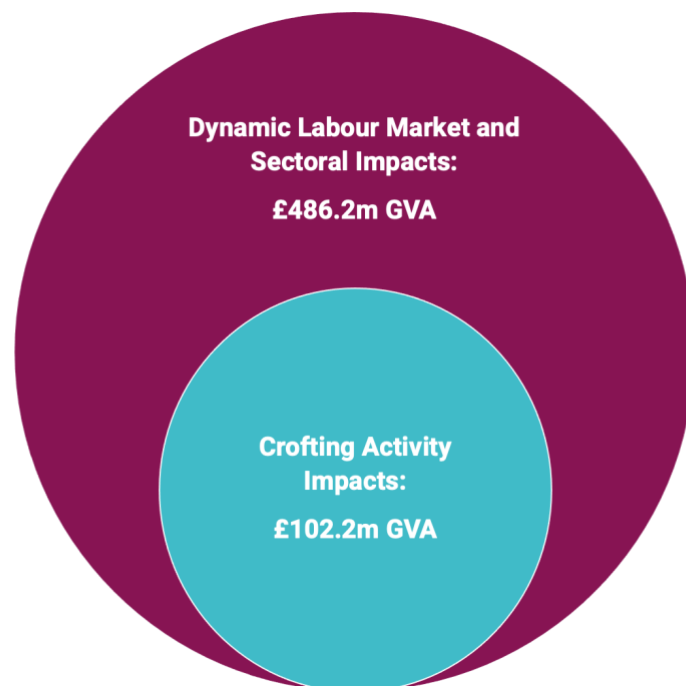 Dynamic Labour Market and
Sectoral Impacts:
£486.2m GVA
Crofting Activity
Impacts:
£102.2m GVA